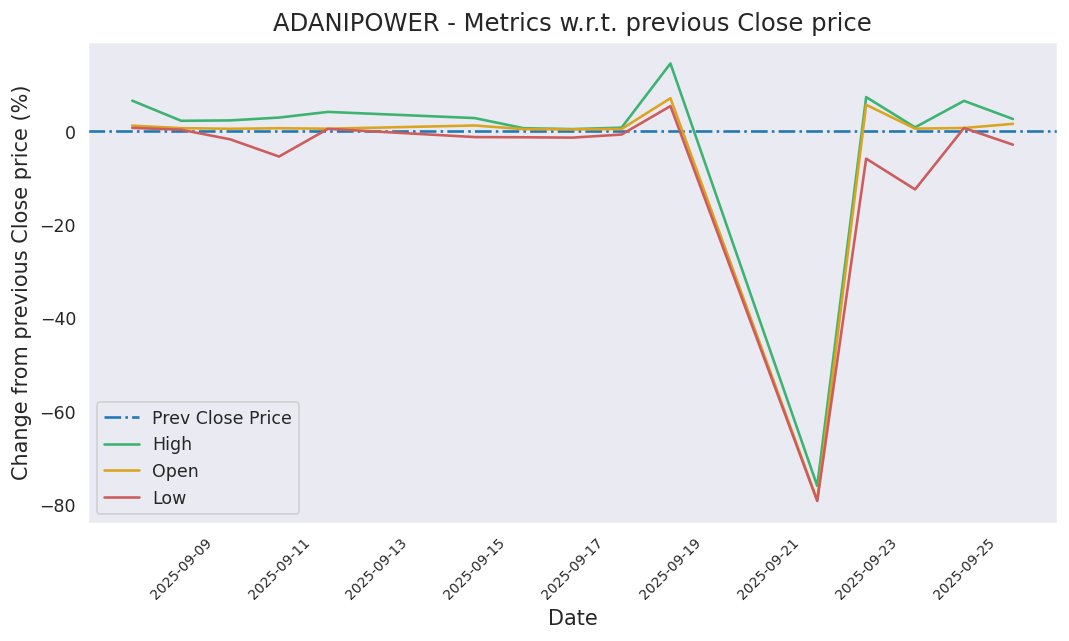 ADANIPOWER - Metrics w.r.t. previous Close price
Change from previous Close price (%)
0
−20
−40
−60
−80
Prev Close Price
High
Open
Low
2025-09-09
2025-09-11
2025-09-13
2025-09-15
2025-09-17
2025-09-19
2025-09-21
2025-09-23
2025-09-25
Date